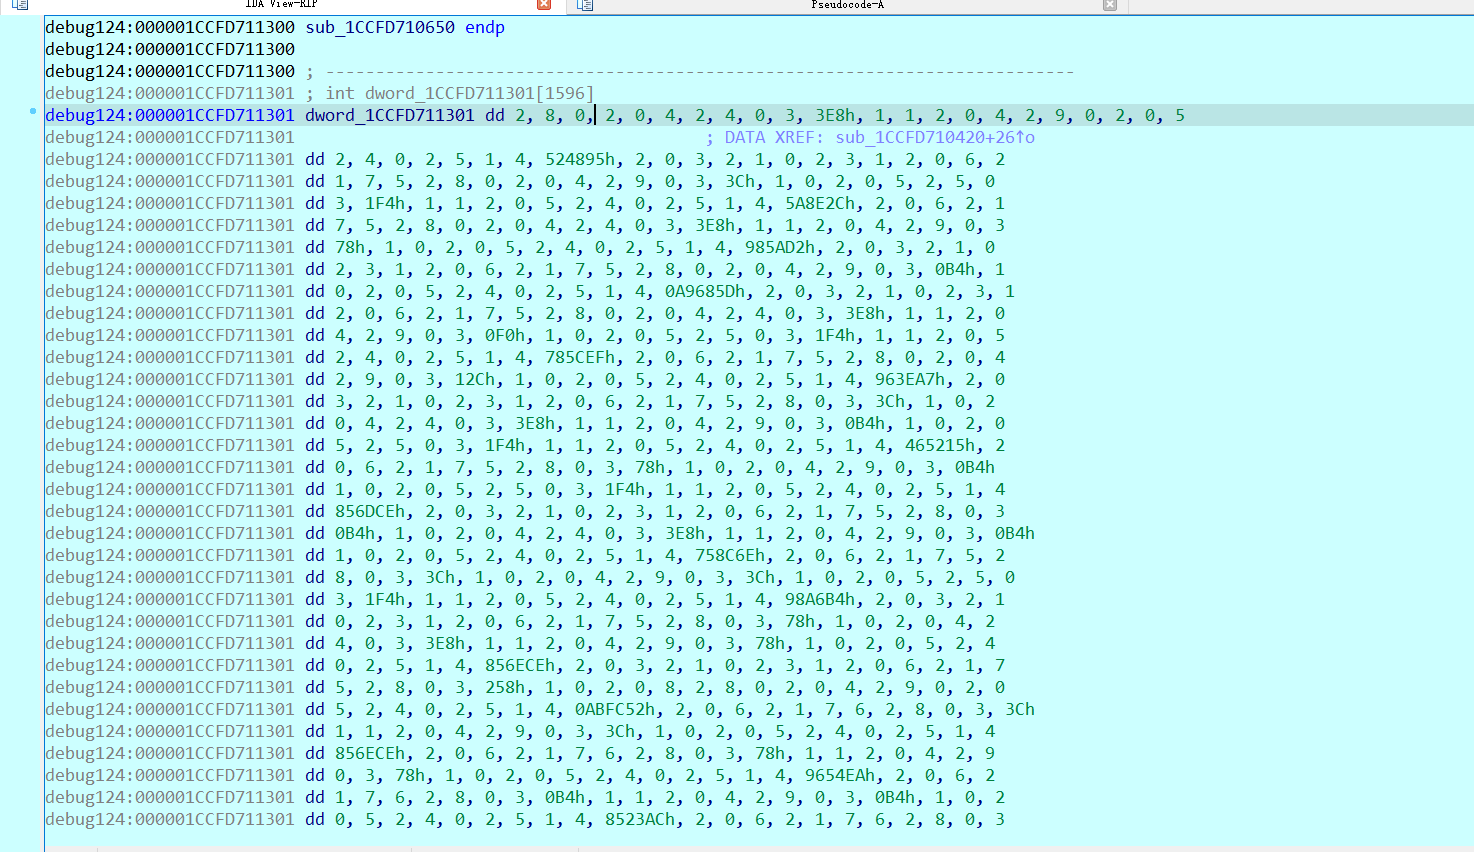 IDA View-RIP
Pseudocode-A
debug124:000001CCFD711300 sub_1CCFD710650 endp
debug124:000001CCFD711300
debug124:000001CCFD711300 ; ---------------------------------------------------------------------------
debug124:000001CCFD711301 ; int dword_1CCFD711301[1596]
debug124:000001CCFD711301 dword_1CCFD711301 dd 2, 8, 0, 2, 0, 4, 2, 4, 0, 3, 3E8h, 1, 1, 2, 0, 4, 2, 9, 0, 2, 0, 5
debug124:000001CCFD711301 ; DATA XREF: sub_1CCFD710420+26↑o
debug124:000001CCFD711301 dd 2, 4, 0, 2, 5, 1, 4, 524895h, 2, 0, 3, 2, 1, 0, 2, 3, 1, 2, 0, 6, 2
debug124:000001CCFD711301 dd 1, 7, 5, 2, 8, 0, 2, 0, 4, 2, 9, 0, 3, 3Ch, 1, 0, 2, 0, 5, 2, 5, 0
debug124:000001CCFD711301 dd 3, 1F4h, 1, 1, 2, 0, 5, 2, 4, 0, 2, 5, 1, 4, 5A8E2Ch, 2, 0, 6, 2, 1
debug124:000001CCFD711301 dd 7, 5, 2, 8, 0, 2, 0, 4, 2, 4, 0, 3, 3E8h, 1, 1, 2, 0, 4, 2, 9, 0, 3
debug124:000001CCFD711301 dd 78h, 1, 0, 2, 0, 5, 2, 4, 0, 2, 5, 1, 4, 985AD2h, 2, 0, 3, 2, 1, 0
debug124:000001CCFD711301 dd 2, 3, 1, 2, 0, 6, 2, 1, 7, 5, 2, 8, 0, 2, 0, 4, 2, 9, 0, 3, 0B4h, 1
debug124:000001CCFD711301 dd 0, 2, 0, 5, 2, 4, 0, 2, 5, 1, 4, 0A9685Dh, 2, 0, 3, 2, 1, 0, 2, 3, 1
debug124:000001CCFD711301 dd 2, 0, 6, 2, 1, 7, 5, 2, 8, 0, 2, 0, 4, 2, 4, 0, 3, 3E8h, 1, 1, 2, 0
debug124:000001CCFD711301 dd 4, 2, 9, 0, 3, 0F0h, 1, 0, 2, 0, 5, 2, 5, 0, 3, 1F4h, 1, 1, 2, 0, 5
debug124:000001CCFD711301 dd 2, 4, 0, 2, 5, 1, 4, 785CEFh, 2, 0, 6, 2, 1, 7, 5, 2, 8, 0, 2, 0, 4
debug124:000001CCFD711301 dd 2, 9, 0, 3, 12Ch, 1, 0, 2, 0, 5, 2, 4, 0, 2, 5, 1, 4, 963EA7h, 2, 0
debug124:000001CCFD711301 dd 3, 2, 1, 0, 2, 3, 1, 2, 0, 6, 2, 1, 7, 5, 2, 8, 0, 3, 3Ch, 1, 0, 2
debug124:000001CCFD711301 dd 0, 4, 2, 4, 0, 3, 3E8h, 1, 1, 2, 0, 4, 2, 9, 0, 3, 0B4h, 1, 0, 2, 0
debug124:000001CCFD711301 dd 5, 2, 5, 0, 3, 1F4h, 1, 1, 2, 0, 5, 2, 4, 0, 2, 5, 1, 4, 465215h, 2
debug124:000001CCFD711301 dd 0, 6, 2, 1, 7, 5, 2, 8, 0, 3, 78h, 1, 0, 2, 0, 4, 2, 9, 0, 3, 0B4h
debug124:000001CCFD711301 dd 1, 0, 2, 0, 5, 2, 5, 0, 3, 1F4h, 1, 1, 2, 0, 5, 2, 4, 0, 2, 5, 1, 4
debug124:000001CCFD711301 dd 856DCEh, 2, 0, 3, 2, 1, 0, 2, 3, 1, 2, 0, 6, 2, 1, 7, 5, 2, 8, 0, 3
debug124:000001CCFD711301 dd 0B4h, 1, 0, 2, 0, 4, 2, 4, 0, 3, 3E8h, 1, 1, 2, 0, 4, 2, 9, 0, 3, 0B4h
debug124:000001CCFD711301 dd 1, 0, 2, 0, 5, 2, 4, 0, 2, 5, 1, 4, 758C6Eh, 2, 0, 6, 2, 1, 7, 5, 2
debug124:000001CCFD711301 dd 8, 0, 3, 3Ch, 1, 0, 2, 0, 4, 2, 9, 0, 3, 3Ch, 1, 0, 2, 0, 5, 2, 5, 0
debug124:000001CCFD711301 dd 3, 1F4h, 1, 1, 2, 0, 5, 2, 4, 0, 2, 5, 1, 4, 98A6B4h, 2, 0, 3, 2, 1
debug124:000001CCFD711301 dd 0, 2, 3, 1, 2, 0, 6, 2, 1, 7, 5, 2, 8, 0, 3, 78h, 1, 0, 2, 0, 4, 2
debug124:000001CCFD711301 dd 4, 0, 3, 3E8h, 1, 1, 2, 0, 4, 2, 9, 0, 3, 78h, 1, 0, 2, 0, 5, 2, 4
debug124:000001CCFD711301 dd 0, 2, 5, 1, 4, 856ECEh, 2, 0, 3, 2, 1, 0, 2, 3, 1, 2, 0, 6, 2, 1, 7
debug124:000001CCFD711301 dd 5, 2, 8, 0, 3, 258h, 1, 0, 2, 0, 8, 2, 8, 0, 2, 0, 4, 2, 9, 0, 2, 0
debug124:000001CCFD711301 dd 5, 2, 4, 0, 2, 5, 1, 4, 0ABFC52h, 2, 0, 6, 2, 1, 7, 6, 2, 8, 0, 3, 3Ch
debug124:000001CCFD711301 dd 1, 1, 2, 0, 4, 2, 9, 0, 3, 3Ch, 1, 0, 2, 0, 5, 2, 4, 0, 2, 5, 1, 4
debug124:000001CCFD711301 dd 856ECEh, 2, 0, 6, 2, 1, 7, 6, 2, 8, 0, 3, 78h, 1, 1, 2, 0, 4, 2, 9
debug124:000001CCFD711301 dd 0, 3, 78h, 1, 0, 2, 0, 5, 2, 4, 0, 2, 5, 1, 4, 9654EAh, 2, 0, 6, 2
debug124:000001CCFD711301 dd 1, 7, 6, 2, 8, 0, 3, 0B4h, 1, 1, 2, 0, 4, 2, 9, 0, 3, 0B4h, 1, 0, 2
debug124:000001CCFD711301 dd 0, 5, 2, 4, 0, 2, 5, 1, 4, 8523ACh, 2, 0, 6, 2, 1, 7, 6, 2, 8, 0, 3